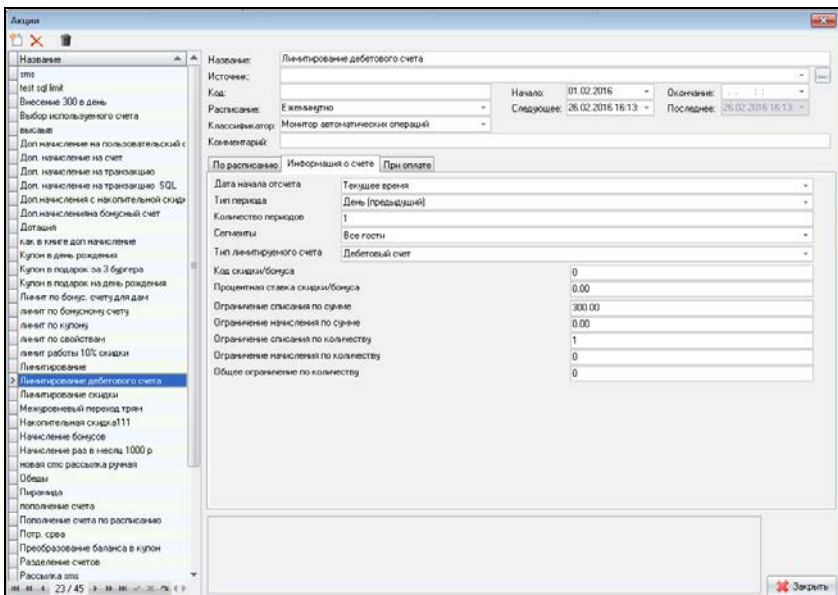 Акции
Название
sms
test sql limit
Внесение 300 в день
Выбор используемого счета
высаыв
Доп начисление на пользовательский с
Доп. начисление на счет
Доп. начисление на транзакцию
Доп. начисление на транзакцию SQL
Доп.начисления с накопительной скидк
Доп.начисленияна бонусный счет
Дотация
как в книге доп начисление
Купон в день рождения
Купон в подарок за 3 бургера
Купон в подарок на день рождения
Лимит по бонус. счету для дам
лимит по бонусному счету
лимит по купону
лимит по свойствам
лимит работы 10% скидки
Лимитирование
Лимитирование дебетового счета
Лимитирование скидки
Межуровневый переход трям
Накопительная скидка111
Начисление бонусов
Начисление раз в месяц 1000 р
новая смс рассылка ручная
Обеды
Пирамида
пополнение счета
Пополнение счета по расписанию
Потр. срва
Преобразование баланса в купон
Разделение счетов
Рассылка sms
23 / 45
Название: Лимитирование дебетового счета
Источник:
Код: Начало: 01.02.2016 Окончание: . . : :
Расписание: Ежеминутно Следующее: 26.02.2016 16:13: Последнее: 26.02.2016 16:13:
Классификатор: Монитор автоматических операций
Комментарий:
По расписанию Информация о счете При оплате
Дата начала отсчета Текущее время
Тип периода День (предыдущий)
Количество периодов 1
Сегменты Все гости
Тип лимитируемого счета Дебетовый счет
Код скидки/бонуса 0
Процентная ставка скидки/бонуса 0.00
Ограничение списания по сумме 300.00
Ограничение начисления по сумме 0.00
Ограничение списания по количеству 1
Ограничение начисления по количеству 0
Общее ограничение по количеству 0
Закрыть